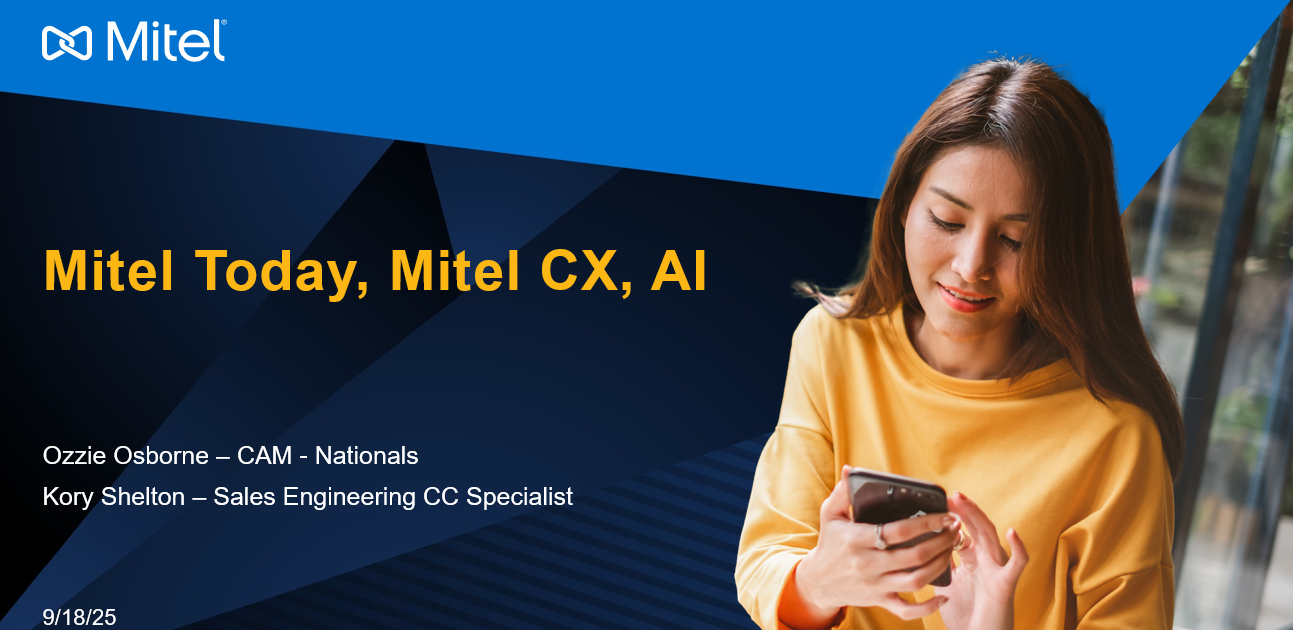 Mitel®
Mitel Today, Mitel CX, AI
Ozzie Osborne – CAM - Nationals
Kory Shelton – Sales Engineering CC Specialist
9/18/25